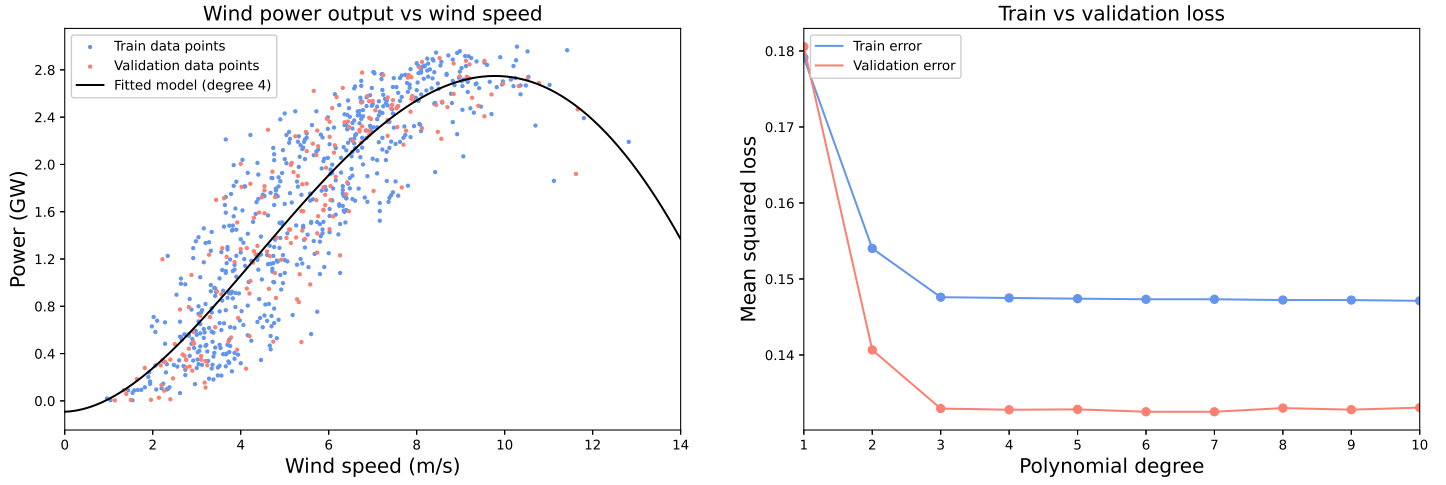 Wind power output vs wind speed
Train data points
Validation data points
Fitted model (degree 4)
Power (GW)
2.8
2.4
2.0
1.6
1.2
0.8
0.4
0.0
0 2 4 6 8 10 12 14
Wind speed (m/s)
Train vs validation loss
Train error
Validation error
Mean squared loss
0.18
0.17
0.16
0.15
0.14
1 2 3 4 5 6 7 8 9 10
Polynomial degree